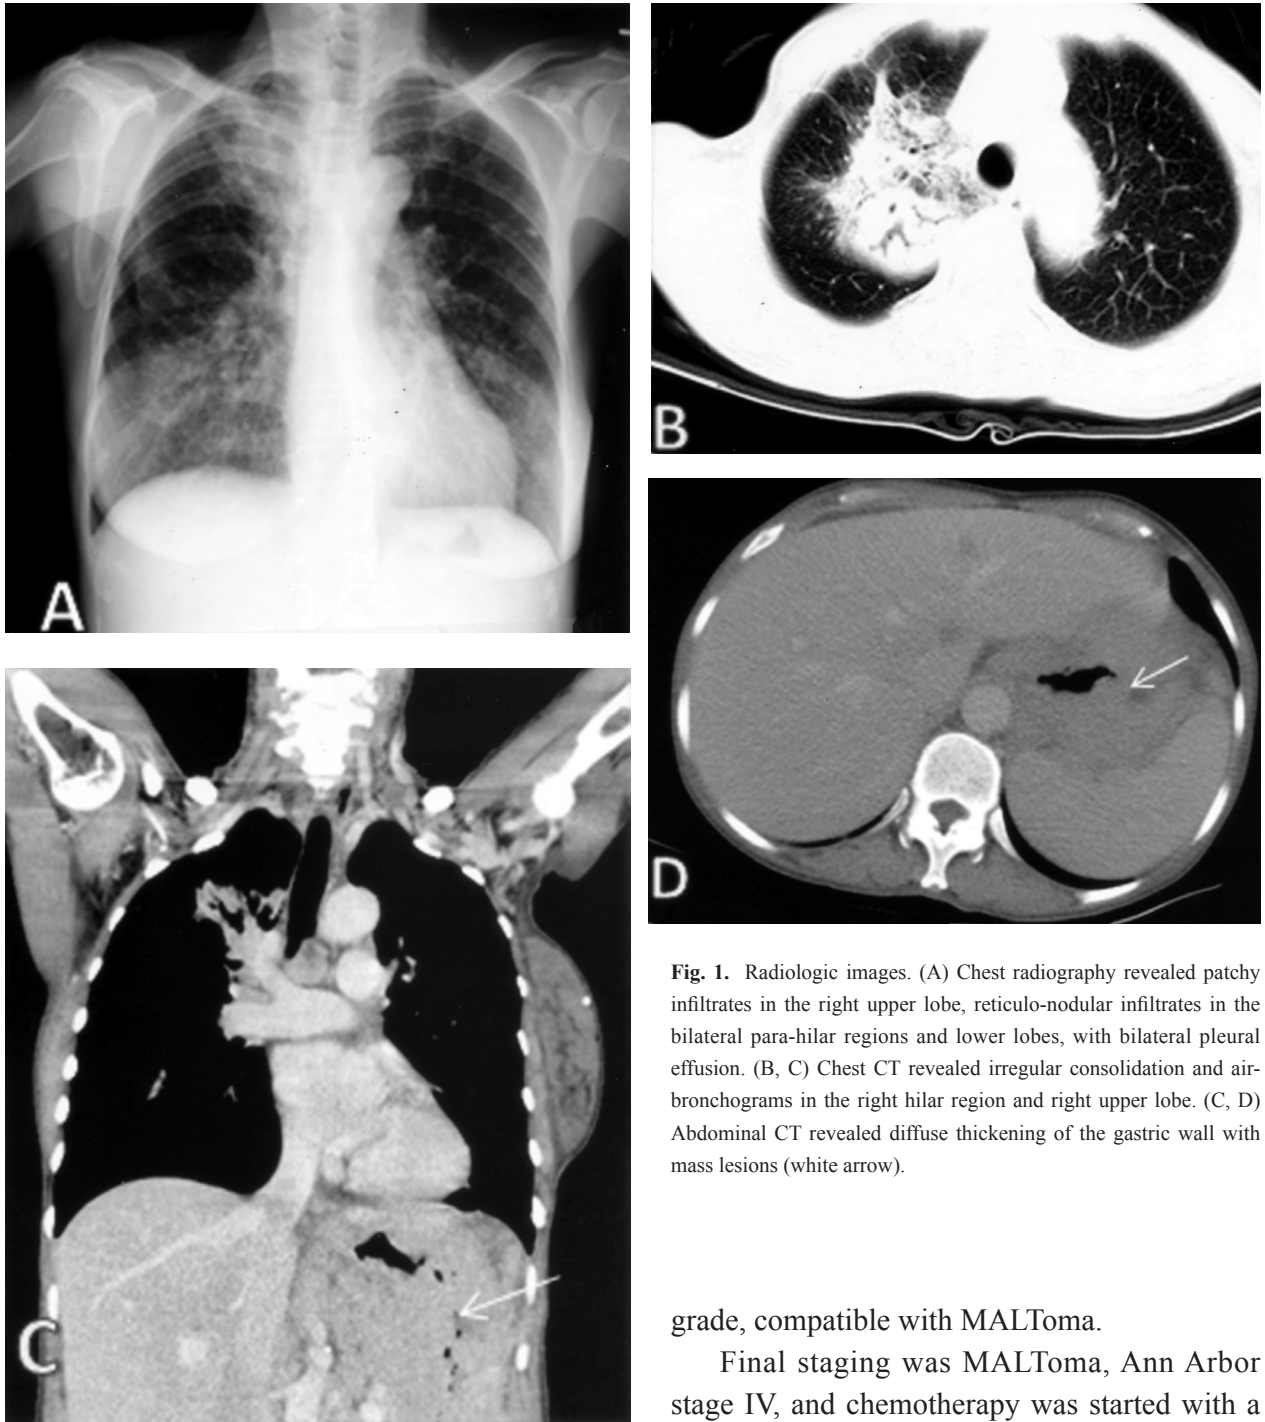 A
B
C
D
Fig. 1. Radiologic images. (A) Chest radiography revealed patchy
infiltrates in the right upper lobe, reticulo-nodular infiltrates in the
bilateral para-hilar regions and lower lobes, with bilateral pleural
effusion. (B, C) Chest CT revealed irregular consolidation and air-
bronchograms in the right hilar region and right upper lobe. (C, D)
Abdominal CT revealed diffuse thickening of the gastric wall with
mass lesions (white arrow).
grade, compatible with MALToma.
Final staging was MALToma, Ann Arbor
stage IV, and chemotherapy was started with a